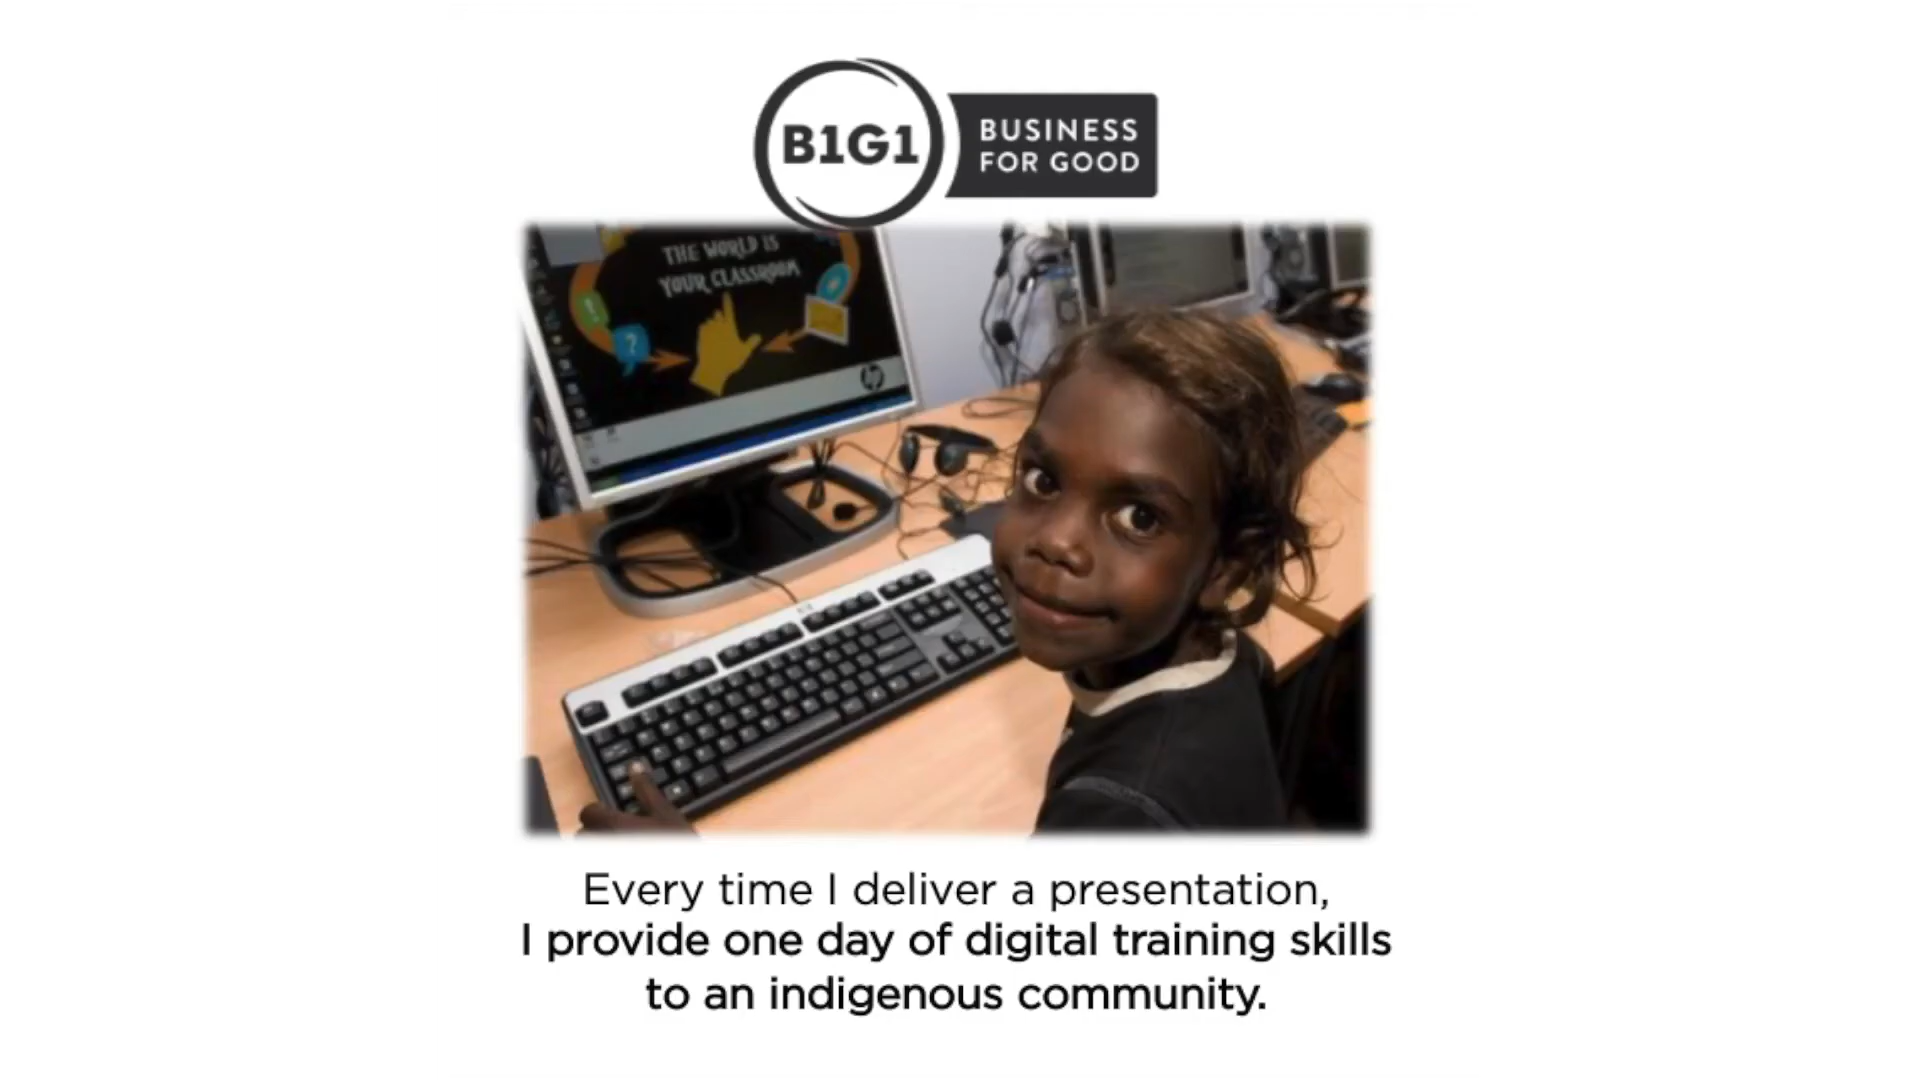 B1G1
BUSINESS
FOR GOOD
THE WORLD IS
YOUR CLASSROOM
?
hp
Every time I deliver a presentation,
I provide one day of digital training skills
to an indigenous community.